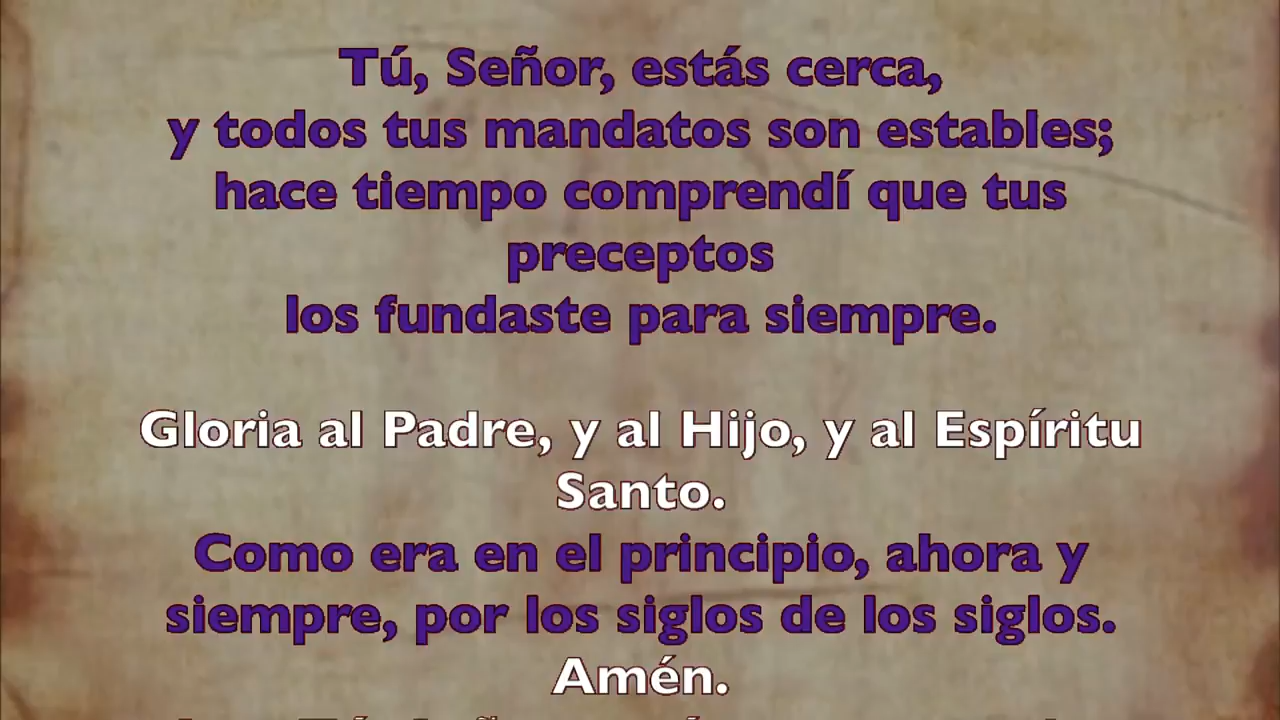 Tú, Señor, estás cerca,
y todos tus mandatos son estables;
hace tiempo comprendí que tus
preceptos
los fundaste para siempre.
Gloria al Padre, y al Hijo, y al Espíritu
Santo.
Como era en el principio, ahora y
siempre, por los siglos de los siglos.
Amén.